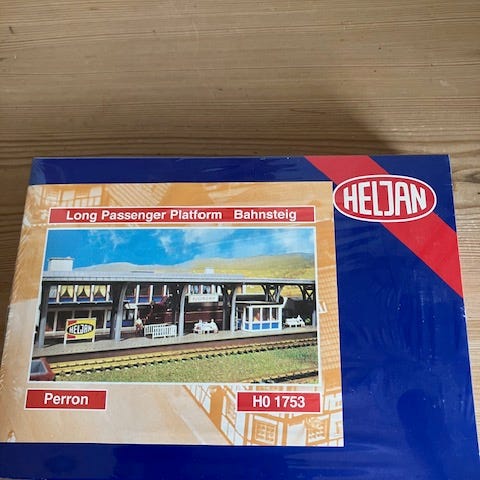 HELJAN
Long Passenger Platform Bahnsteig
HELJAN
Perron
H0 1753